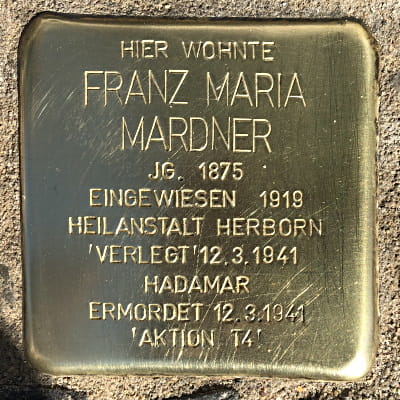 HIER WOHNTE
FRANZ MARIA
MARDNER
JG. 1875
EINGEWIESEN 1919
HEILANSTALT HERBORN
'VERLEGT' 12.3.1941
HADAMAR
ERMORDET 12.3.1941
'AKTION T4'